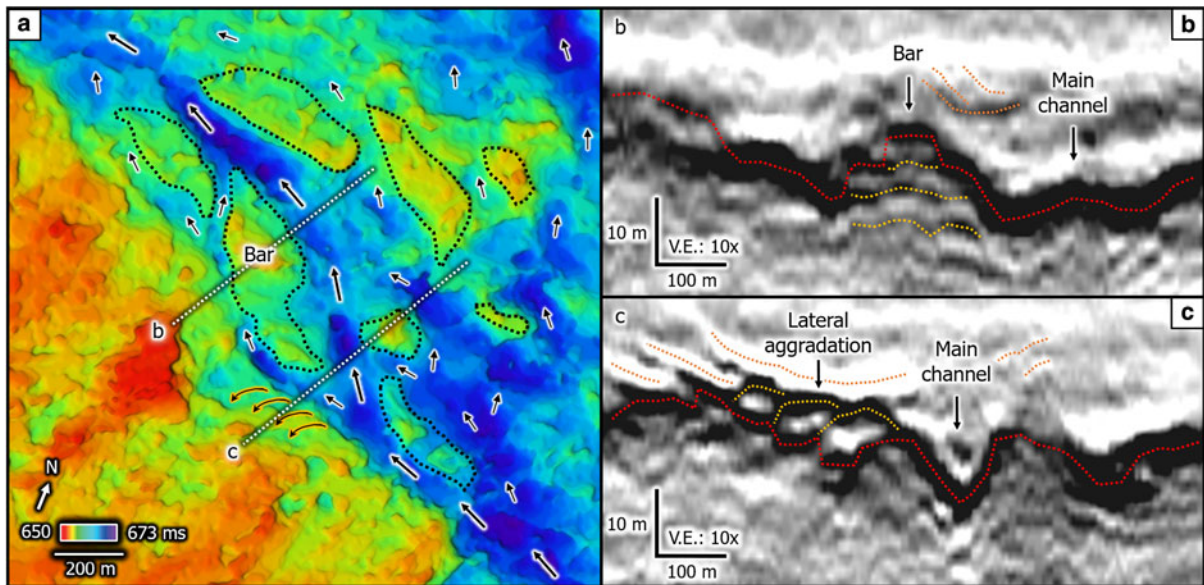 a
Bar
b
c
N
650 673 ms
200 m
b
b
Bar
Main
channel
10 m
V.E.: 10x
100 m
c
c
Lateral
aggradation
Main
channel
10 m
V.E.: 10x
100 m